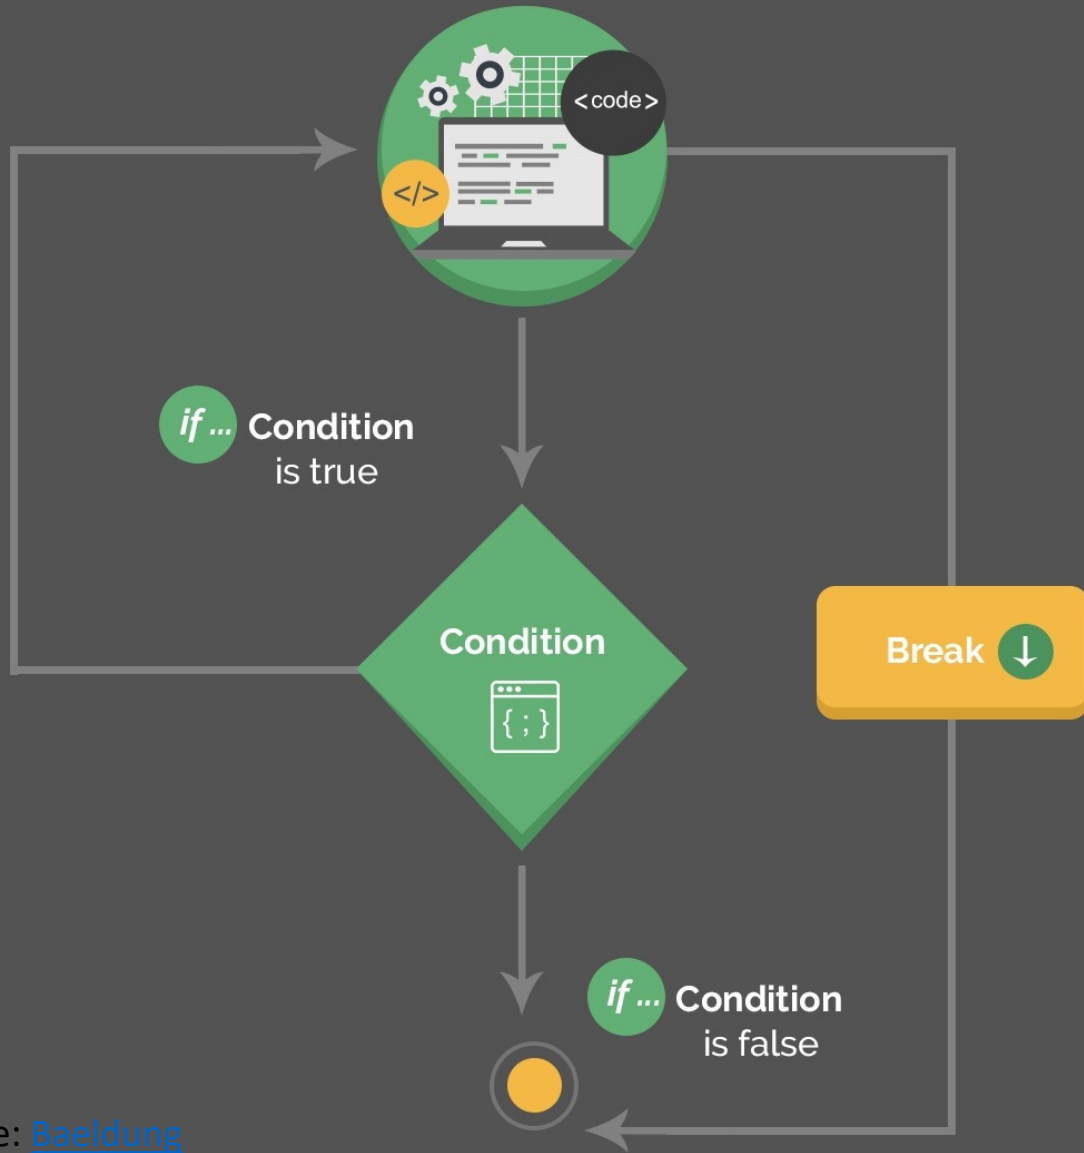 <code>
</>
if ... Condition
is true
Condition
{ ; }
Break ↓
if ... Condition
is false
e: Baeldung